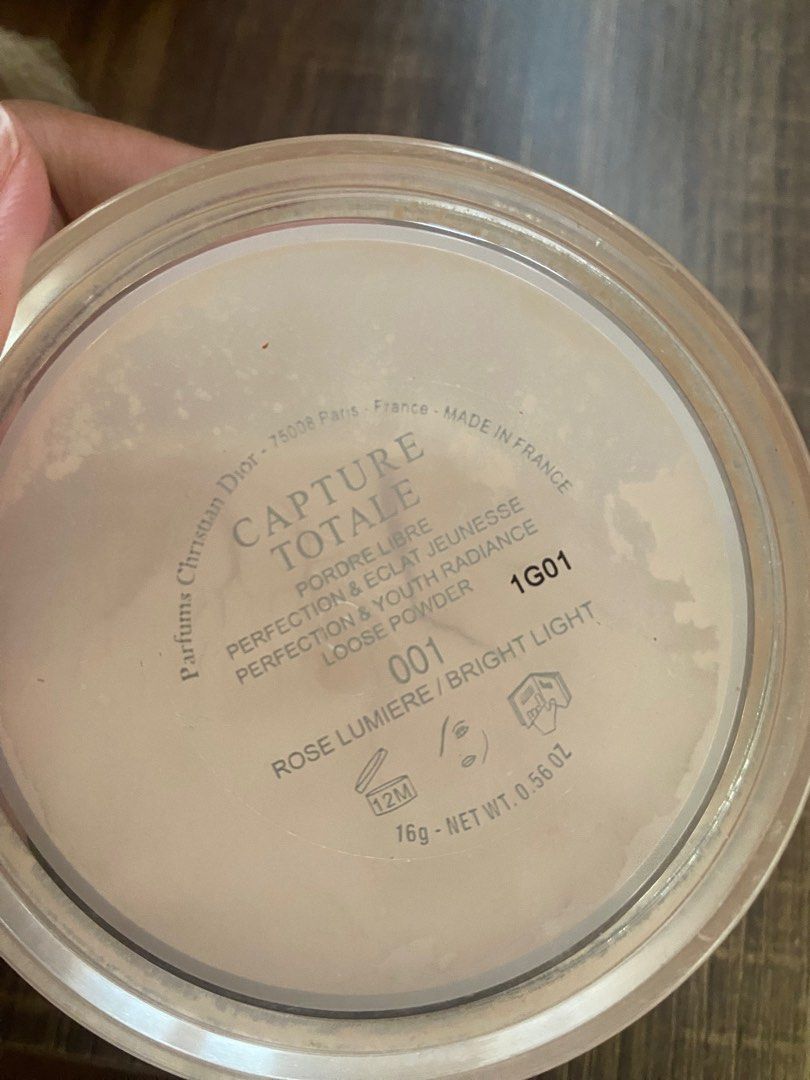 Parfums Christian Dior - 75008 Paris - France - MADE IN FRANCE
CAPTURE
TOTALE
PORDRE LIBRE
PERFECTION & ECLAT JEUNESSE
PERFECTION & YOUTH RADIANCE
LOOSE POWDER
1G01
001
ROSE LUMIERE / BRIGHT LIGHT
12M
16g - NET WT. 0.56 OZ